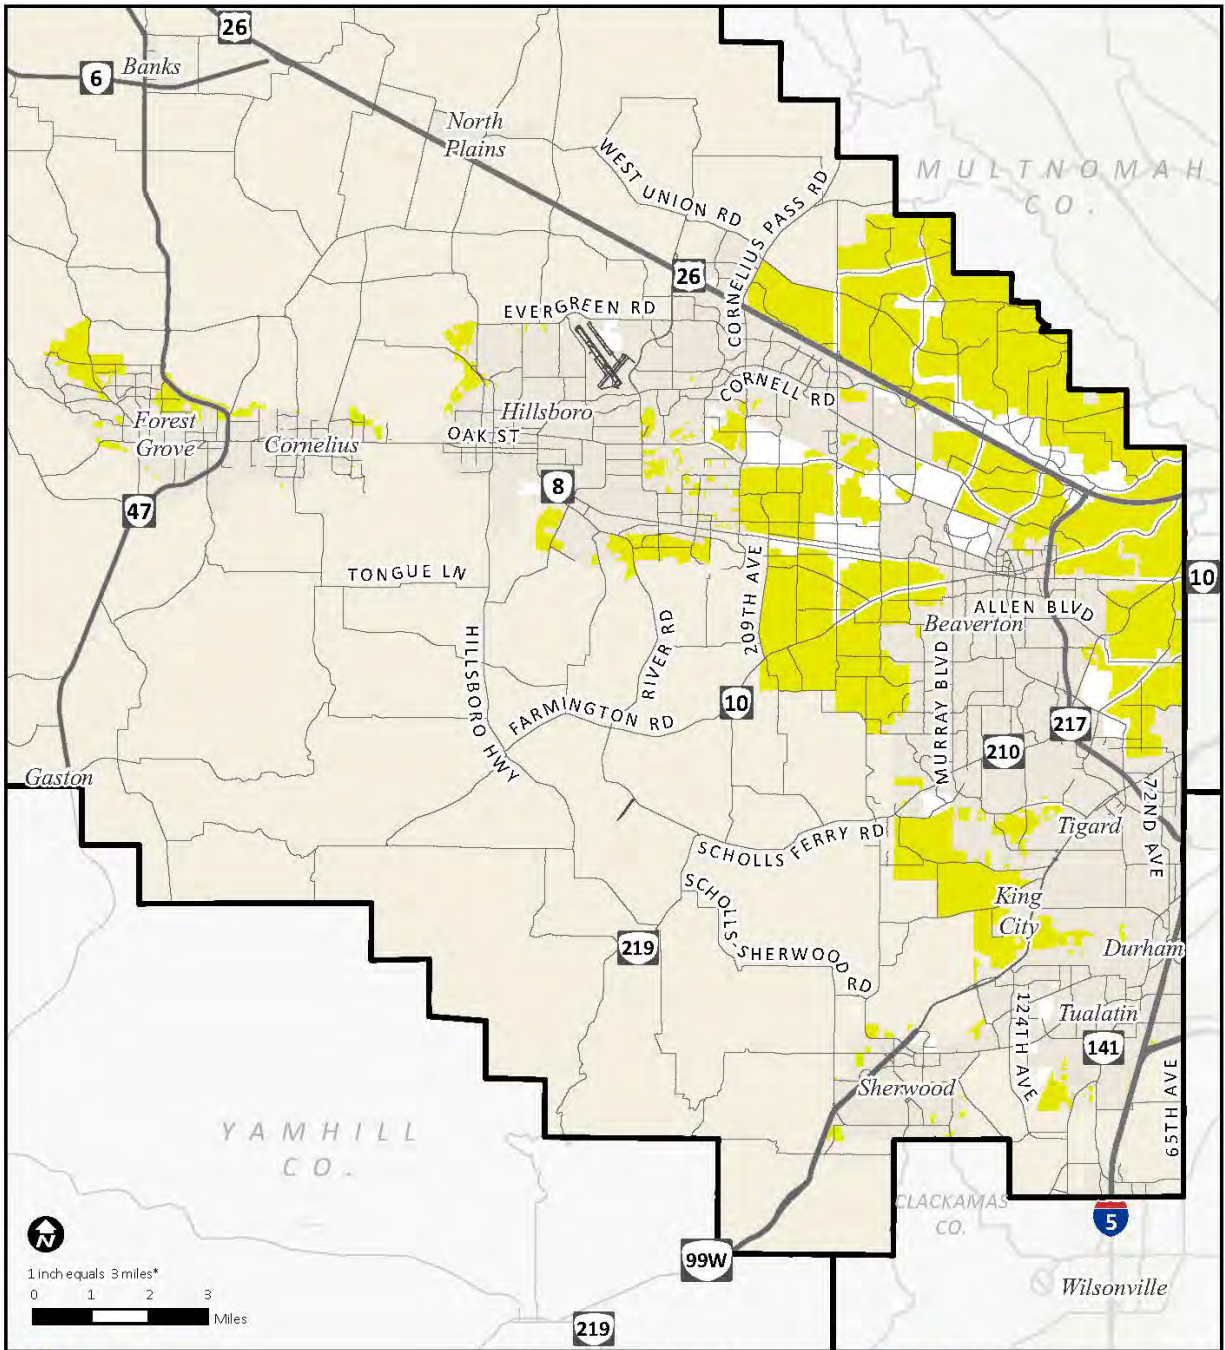 26
6
Banks
North
Plains
WEST UNION RD
MULTNOMAH
CO.
CORNELIUS PASS RD
26
EVERGREEN RD
CORNELL RD
Hillsboro
OAK ST
Forest
Grove
Cornelius
8
47
TONGUE LN
209TH AVE
10
ALLEN BLVD
Beaverton
HILLSBORO HWY
RIVER RD
MURRAY BLVD
FARMINGTON RD
10
217
210
Gaston
72ND AVE
Tigard
SCHOLLS FERRY RD
SCHOLLS-SHERWOOD RD
King
City
219
Durham
124TH AVE
Tualatin
141
Sherwood
65TH AVE
YAMHILL
CO.
CLACKAMAS
CO.
5
N
99W
1 inch equals 3 miles*
0 1 2 3
Miles
Wilsonville
219